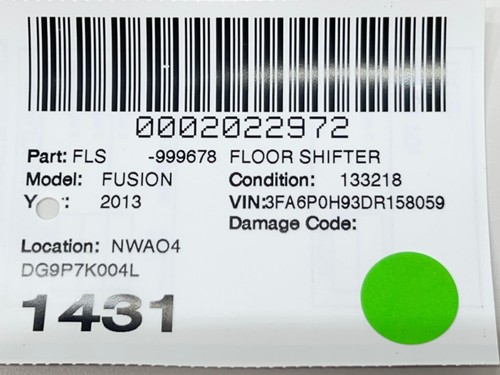 0002022972
Part: FLS -999678 FLOOR SHIFTER
Model: FUSION Condition: 133218
Y r: 2013 VIN:3FA6P0H93DR158059
Damage Code:
Location: NWAO4
DG9P7K004L
1431